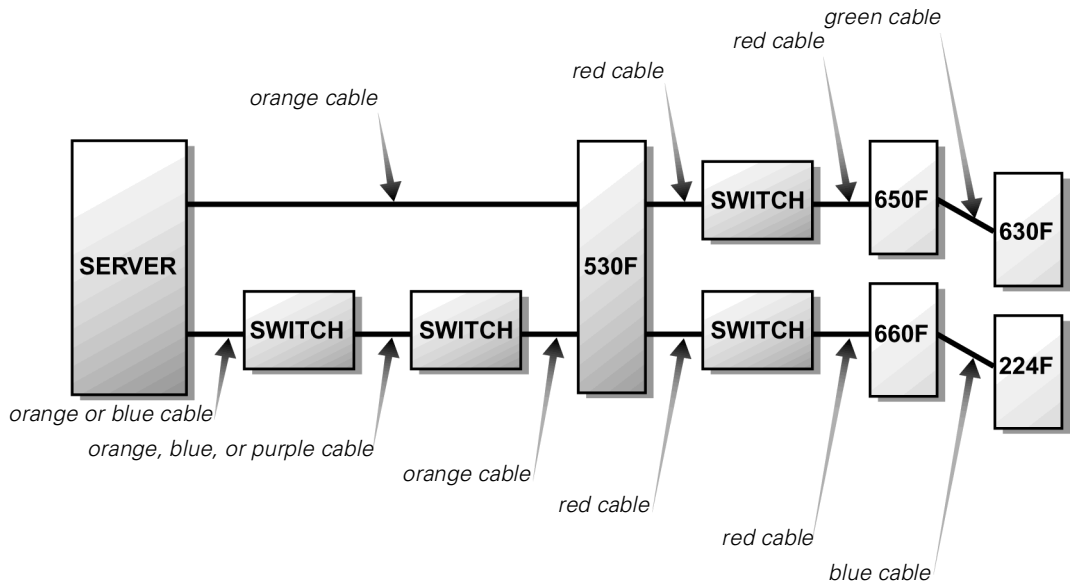 green cable
red cable
red cable
orange cable
SERVER
530F
SWITCH
650F
630F
SWITCH
SWITCH
SWITCH
660F
224F
orange or blue cable
orange, blue, or purple cable
orange cable
red cable
red cable
blue cable